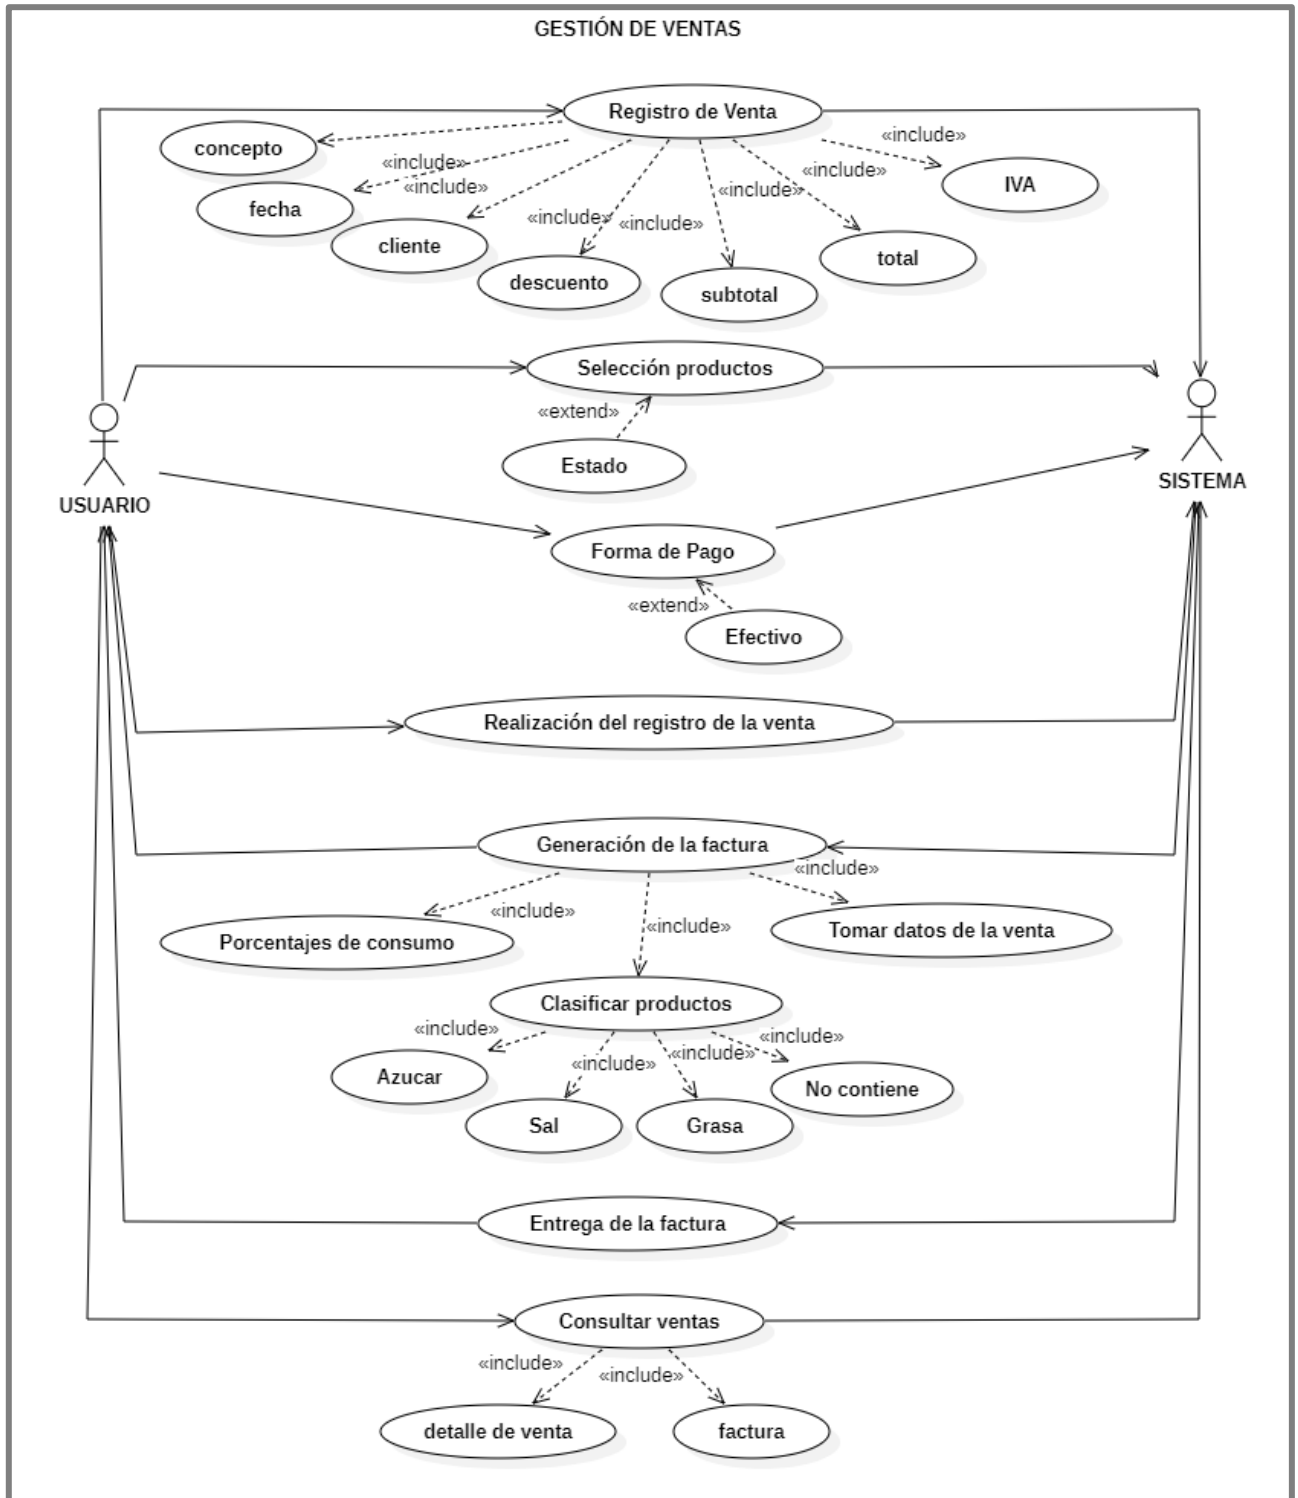 GESTIÓN DE VENTAS
Registro de Venta
«include»
concepto
«include»
«include»
«include»
«include»
IVA
fecha
«include»
«include»
cliente
total
descuento
subtotal
Selección productos
«extend»
Estado
USUARIO
SISTEMA
Forma de Pago
«extend»
Efectivo
Realización del registro de la venta
Generación de la factura
«include»
«include»
«include»
Porcentajes de consumo
Tomar datos de la venta
Clasificar productos
«include»
«include»
«include»
«include»
Azucar
No contiene
Sal
Grasa
Entrega de la factura
Consultar ventas
«include»
«include»
detalle de venta
factura